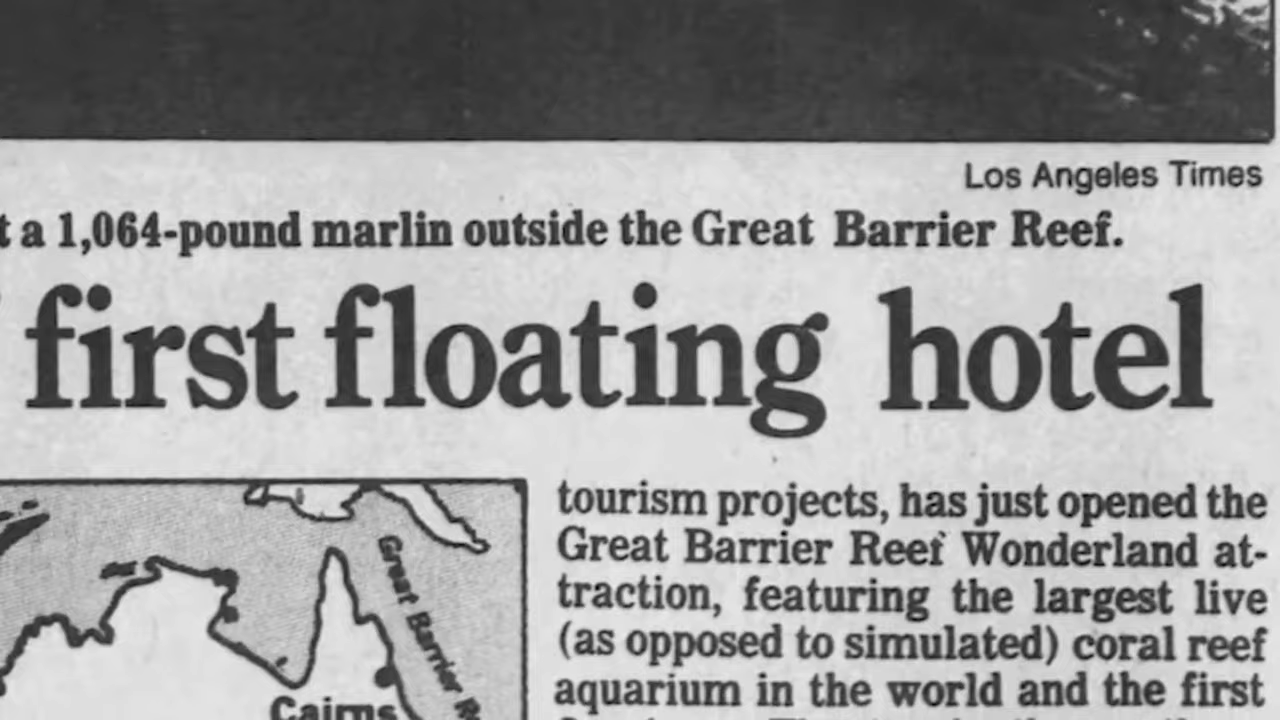 Los Angeles Times
t a 1,064-pound marlin outside the Great Barrier Reef.
first floating hotel
tourism projects, has just opened the
Great Barrier Reef Wonderland at-
traction, featuring the largest live
(as opposed to simulated) coral reef
aquarium in the world and the first
Great Barrier
Cairns